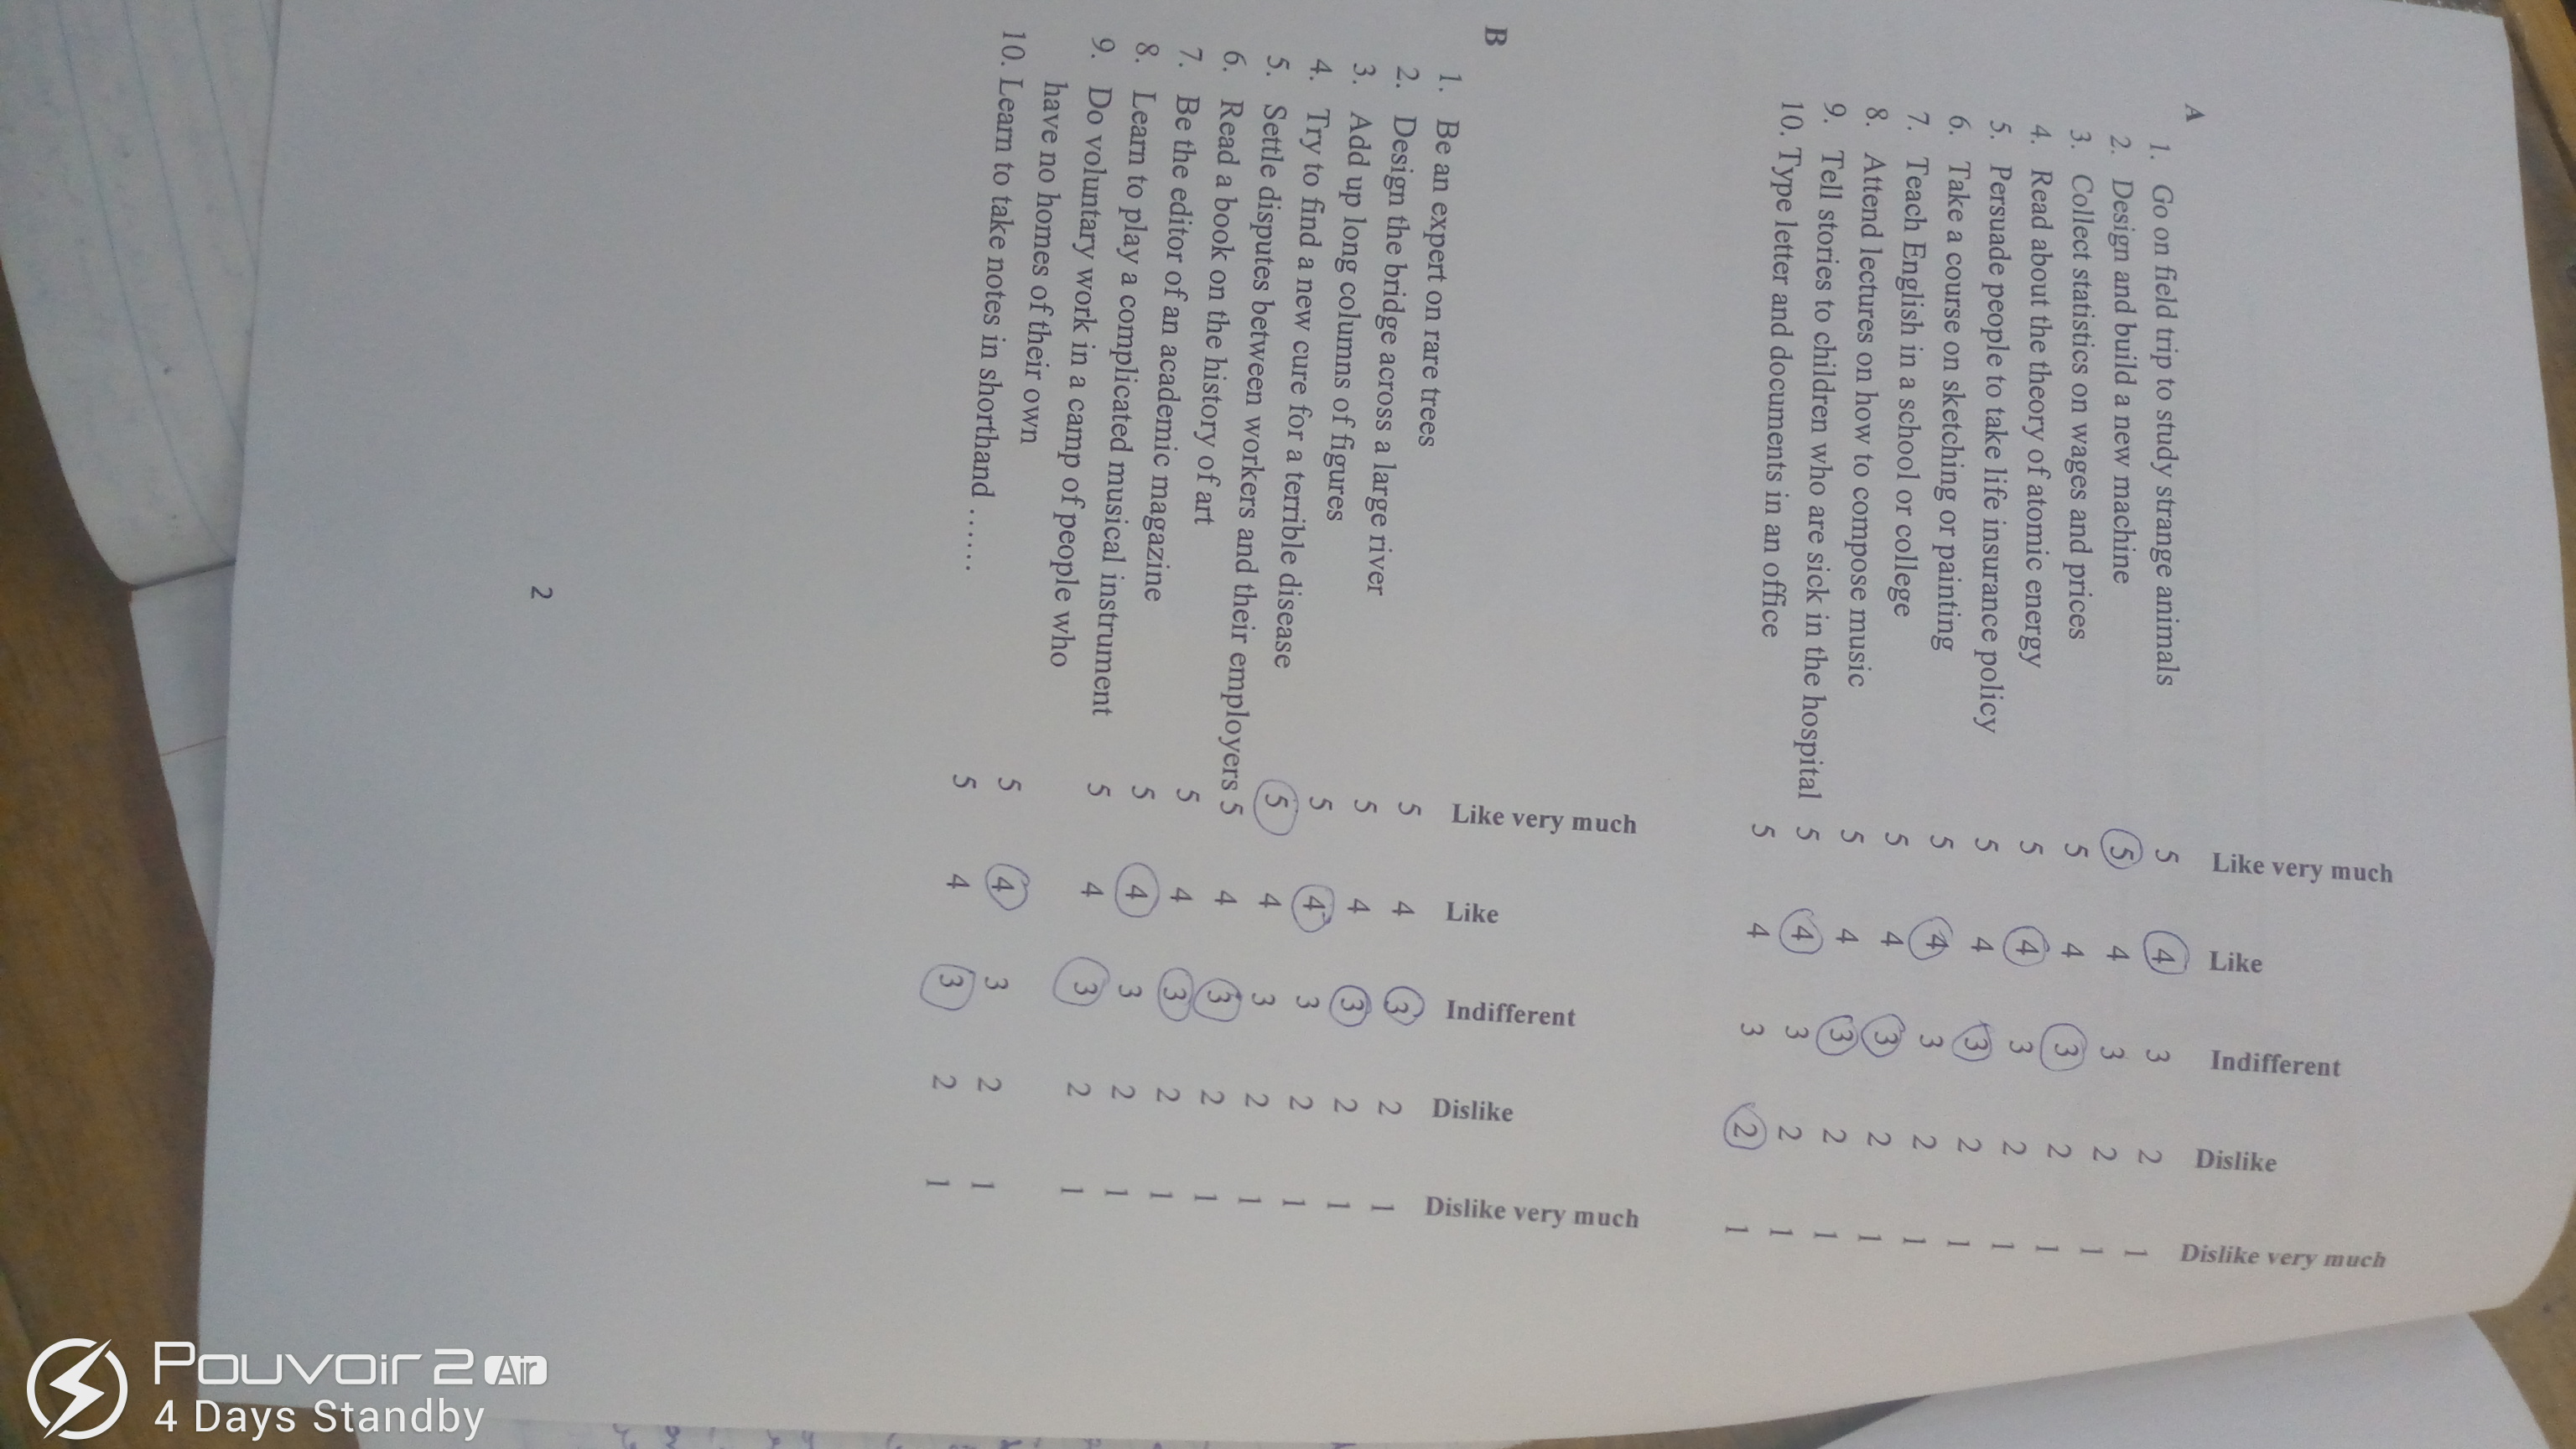 A
Like very much Like Indifferent Dislike Dislike very much
1. Go on field trip to study strange animals 5 4 3 2 1
2. Design and build a new machine 5 4 3 2 1
3. Collect statistics on wages and prices 5 4 3 2 1
4. Read about the theory of atomic energy 5 4 3 2 1
5. Persuade people to take life insurance policy 5 4 3 2 1
6. Take a course on sketching or painting 5 4 3 2 1
7. Teach English in a school or college 5 4 3 2 1
8. Attend lectures on how to compose music 5 4 3 2 1
9. Tell stories to children who are sick in the hospital 5 4 3 2 1
10. Type letter and documents in an office 5 4 3 2 1
Like very much Like Indifferent Dislike Dislike very much
B
1. Be an expert on rare trees 5 4 3 2 1
2. Design the bridge across a large river 5 4 3 2 1
3. Add up long columns of figures 5 4 3 2 1
4. Try to find a new cure for a terrible disease 5 4 3 2 1
5. Settle disputes between workers and their employers 5 4 3 2 1
6. Read a book on the history of art 5 4 3 2 1
7. Be the editor of an academic magazine 5 4 3 2 1
8. Learn to play a complicated musical instrument 5 4 3 2 1
9. Do voluntary work in a camp of people who
have no homes of their own 5 4 3 2 1
10. Learn to take notes in shorthand ....... 5 4 3 2 1
2
POUVOIR 2 Air
4 Days Standby